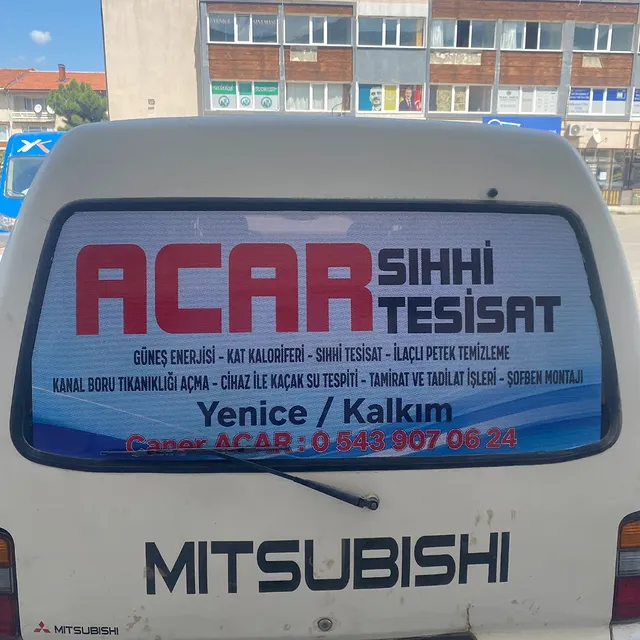 ACAR SIHHİ TESİSAT
GÜNEŞ ENERJİSİ - KAT KALORİFERİ - SIHHİ TESİSAT - İLAÇLI PETEK TEMİZLEME
KANAL BORU TIKANIKLIĞI AÇMA - CİHAZ İLE KAÇAK SU TESPİTİ - TAMİRAT VE TADİLAT İŞLERİ - ŞOFBEN MONTAJI
Yenice / Kalkım
Caner ACAR : 0 543 907 06 24
MITSUBISHI
MITSUBISHI